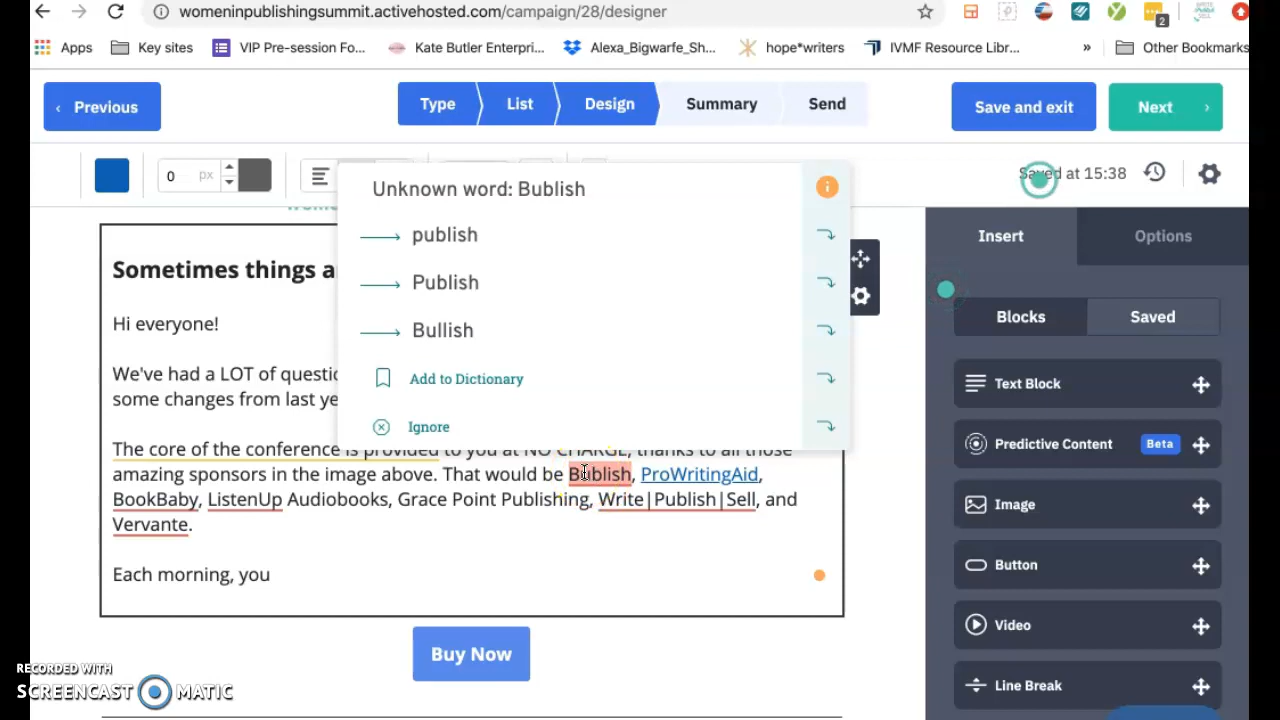 womeninpublishingsummit.activehosted.com/campaign/28/designer
2
Apps Key sites VIP Pre-session Fo... Kate Butler Enterpri... Alexa_Bigwarfe_Sh... hope*writers IVMF Resource Libr... » Other Bookmarks
‹ Previous Type List Design Summary Send Save and exit Next ›
0 px Saved at 15:38
Unknown word: Bublish
publish
Publish
Bullish
Add to Dictionary
Ignore
Sometimes things a
Hi everyone!
We've had a LOT of questio
some changes from last ye
The core of the conference is provided to you at NO CHARGE, thanks to all those
amazing sponsors in the image above. That would be Bublish, ProWritingAid,
BookBaby, ListenUp Audiobooks, Grace Point Publishing, Write|Publish|Sell, and
Vervante.
Each morning, you
Buy Now
Insert Options
Blocks Saved
Text Block
Predictive Content Beta
Image
Button
Video
Line Break
RECORDED WITH
SCREENCAST MATIC